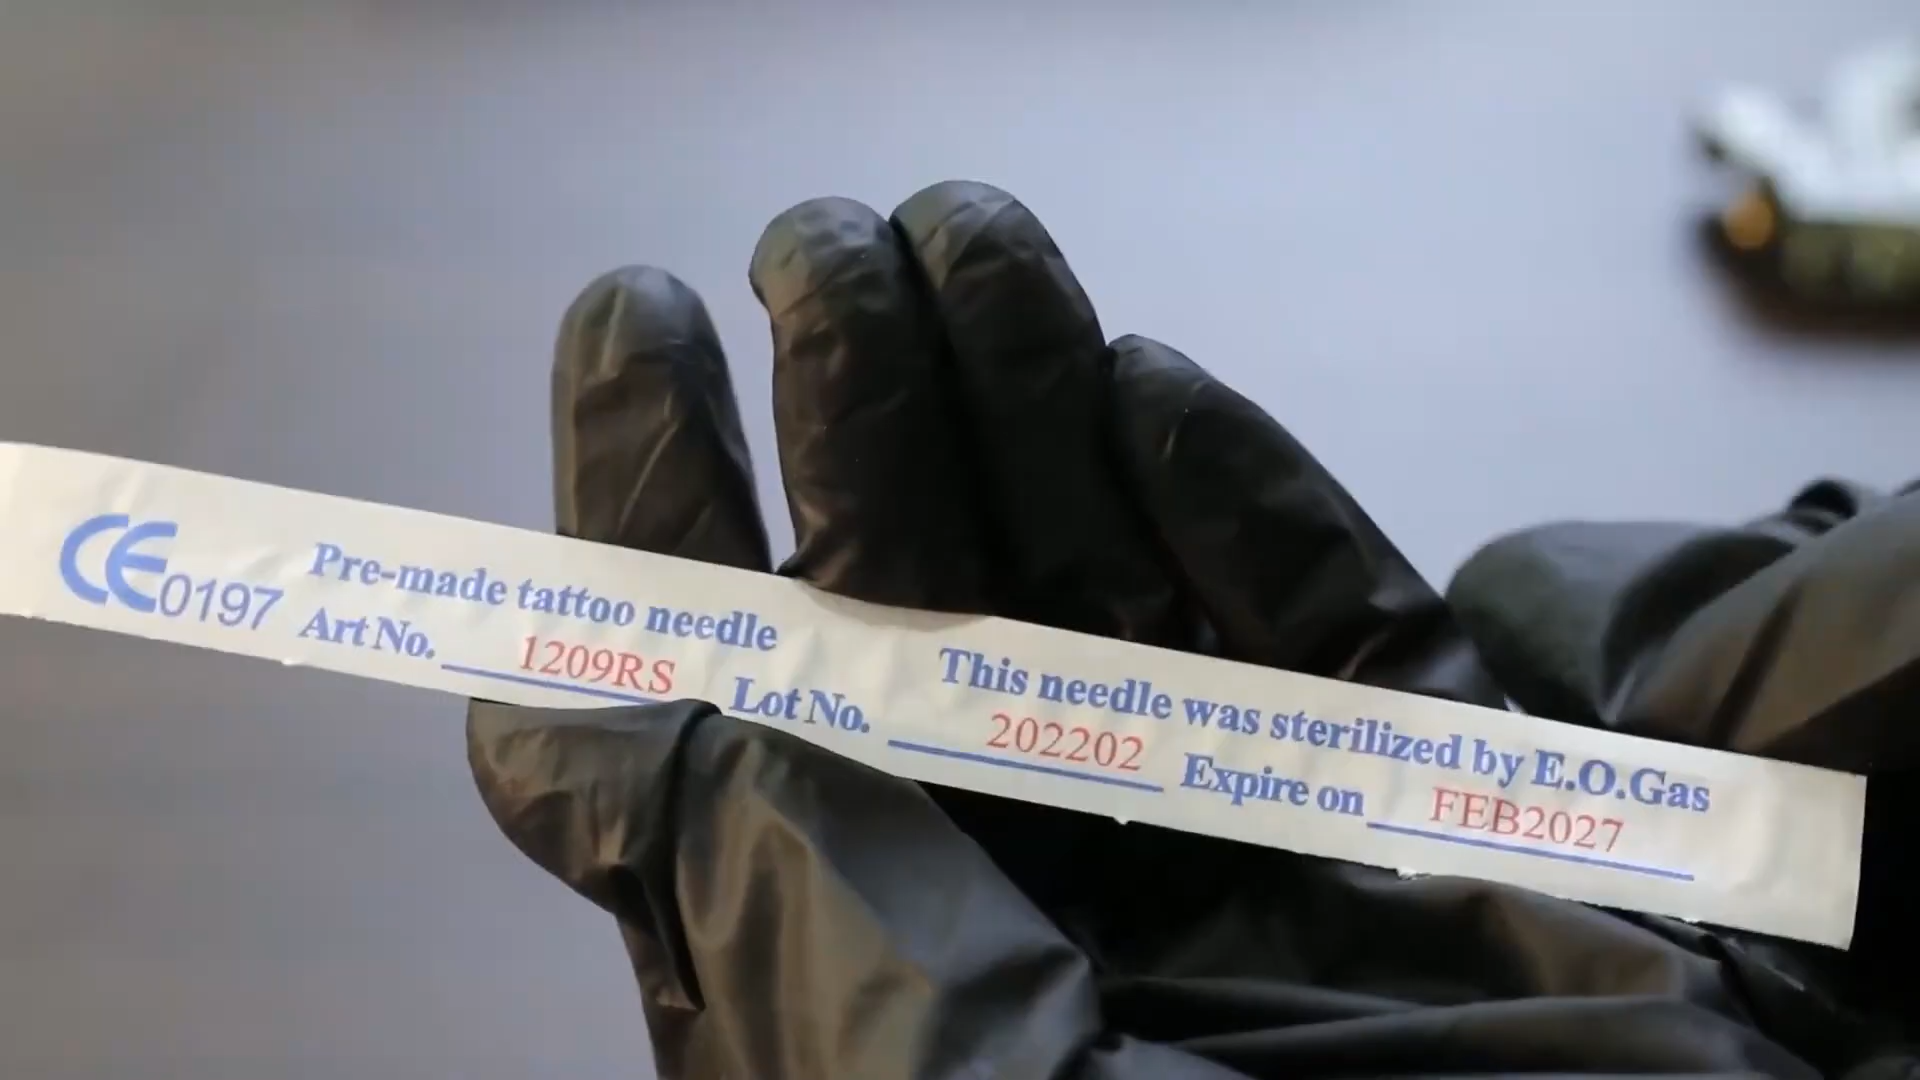 CE0197
Pre-made tattoo needle
Art No. 1209RS
This needle was sterilized by E.O.Gas
Lot No. 202202 Expire on FEB2027